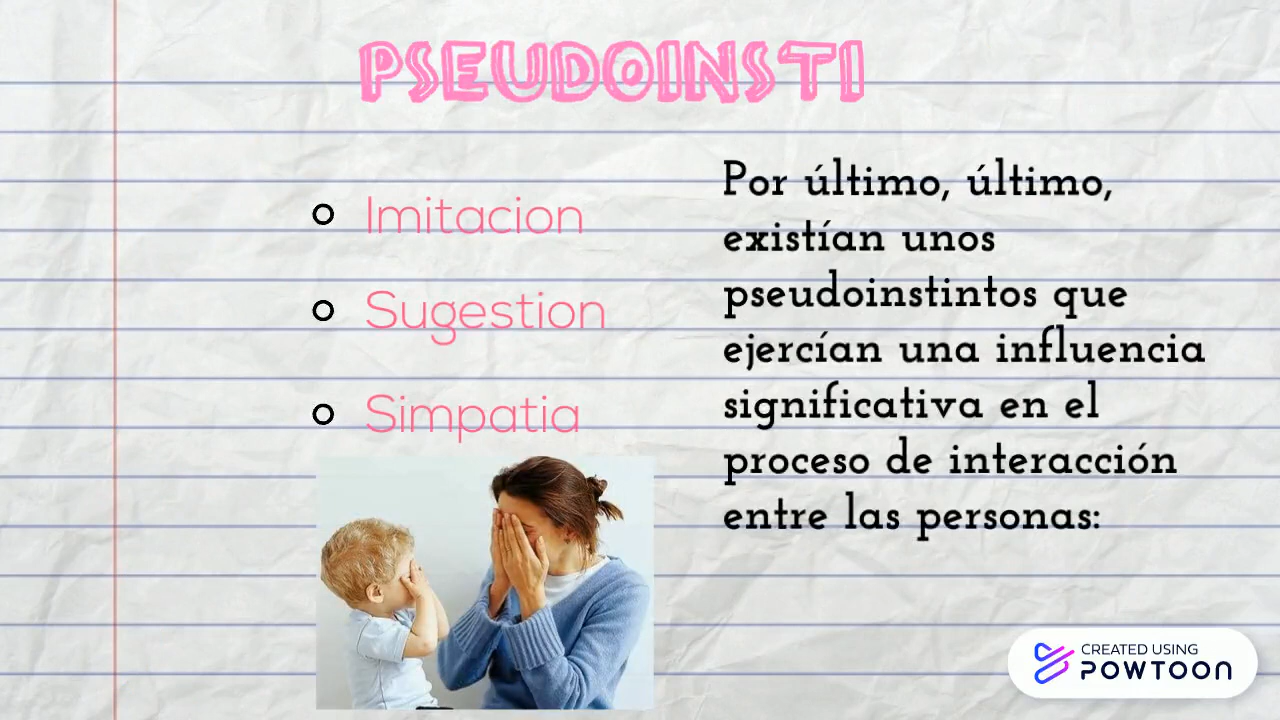 PSEUDOINSTI
Imitacion
Sugestion
Simpatia
Por último, último,
existían unos
pseudoinstintos que
ejercían una influencia
significativa en el
proceso de interacción
entre las personas:
CREATED USING
POWTOON